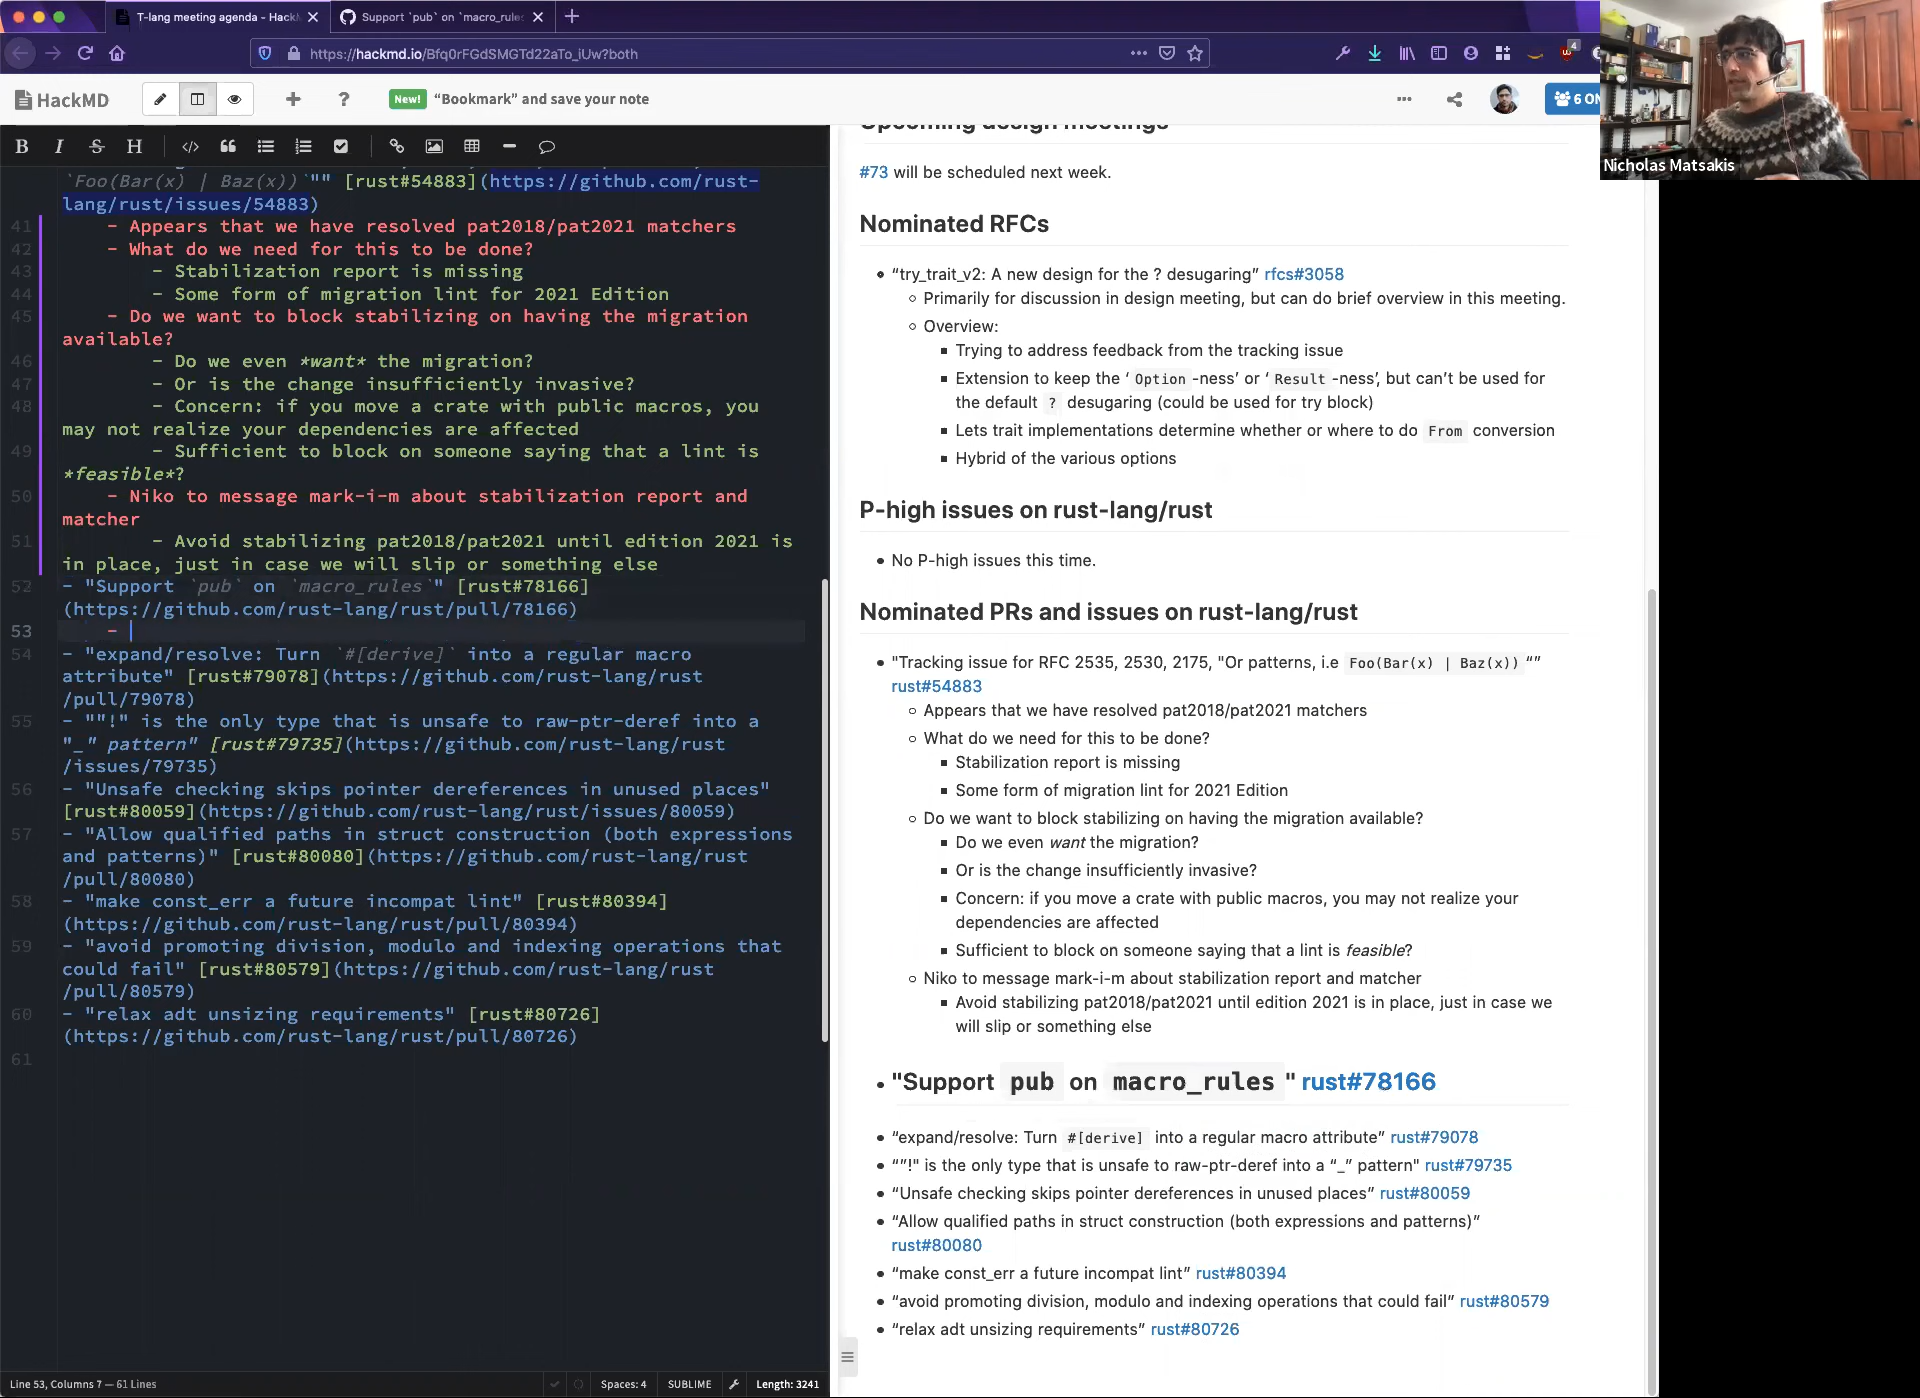 T-lang meeting agenda - HackM
Support `pub` on `macro_rule
https://hackmd.io/Bfq0rFGdSMGTd22aTo_iUw?both
4
HackMD
New! “Bookmark” and save your note
6 ON
Nicholas Matsakis
B I S H
`Foo(Bar(x) | Baz(x))`"" [rust#54883](https://github.com/rust-
lang/rust/issues/54883)
41 - Appears that we have resolved pat2018/pat2021 matchers
42 - What do we need for this to be done?
43 - Stabilization report is missing
44 - Some form of migration lint for 2021 Edition
45 - Do we want to block stabilizing on having the migration
available?
46 - Do we even *want* the migration?
47 - Or is the change insufficiently invasive?
48 - Concern: if you move a crate with public macros, you
may not realize your dependencies are affected
49 - Sufficient to block on someone saying that a lint is
*feasible*?
50 - Niko to message mark-i-m about stabilization report and
matcher
51 - Avoid stabilizing pat2018/pat2021 until edition 2021 is
in place, just in case we will slip or something else
52 - "Support `pub` on `macro_rules`" [rust#78166]
(https://github.com/rust-lang/rust/pull/78166)
53 -
54 - "expand/resolve: Turn `#[derive]` into a regular macro
attribute" [rust#79078](https://github.com/rust-lang/rust
/pull/79078)
55 - ""!" is the only type that is unsafe to raw-ptr-deref into a
"_" pattern" [rust#79735](https://github.com/rust-lang/rust
/issues/79735)
56 - "Unsafe checking skips pointer dereferences in unused places"
[rust#80059](https://github.com/rust-lang/rust/issues/80059)
57 - "Allow qualified paths in struct construction (both expressions
and patterns)" [rust#80080](https://github.com/rust-lang/rust
/pull/80080)
58 - "make const_err a future incompat lint" [rust#80394]
(https://github.com/rust-lang/rust/pull/80394)
59 - "avoid promoting division, modulo and indexing operations that
could fail" [rust#80579](https://github.com/rust-lang/rust
/pull/80579)
60 - "relax adt unsizing requirements" [rust#80726]
(https://github.com/rust-lang/rust/pull/80726)
61
Line 53, Columns 7 — 61 Lines
Spaces: 4
SUBLIME
Length: 3241
Upcoming design meetings
#73 will be scheduled next week.
Nominated RFCs
• “try_trait_v2: A new design for the ? desugaring” rfcs#3058
◦ Primarily for discussion in design meeting, but can do brief overview in this meeting.
◦ Overview:
▪ Trying to address feedback from the tracking issue
▪ Extension to keep the ‘ Option -ness’ or ‘ Result -ness’, but can’t be used for
the default ? desugaring (could be used for try block)
▪ Lets trait implementations determine whether or where to do From conversion
▪ Hybrid of the various options
P-high issues on rust-lang/rust
• No P-high issues this time.
Nominated PRs and issues on rust-lang/rust
• "Tracking issue for RFC 2535, 2530, 2175, "Or patterns, i.e Foo(Bar(x) | Baz(x)) “”
rust#54883
◦ Appears that we have resolved pat2018/pat2021 matchers
◦ What do we need for this to be done?
▪ Stabilization report is missing
▪ Some form of migration lint for 2021 Edition
◦ Do we want to block stabilizing on having the migration available?
▪ Do we even want the migration?
▪ Or is the change insufficiently invasive?
▪ Concern: if you move a crate with public macros, you may not realize your
dependencies are affected
▪ Sufficient to block on someone saying that a lint is feasible?
◦ Niko to message mark-i-m about stabilization report and matcher
▪ Avoid stabilizing pat2018/pat2021 until edition 2021 is in place, just in case we
will slip or something else
• "Support pub on macro_rules " rust#78166
• “expand/resolve: Turn #[derive] into a regular macro attribute” rust#79078
• “”!" is the only type that is unsafe to raw-ptr-deref into a “_” pattern" rust#79735
• “Unsafe checking skips pointer dereferences in unused places” rust#80059
• “Allow qualified paths in struct construction (both expressions and patterns)”
rust#80080
• “make const_err a future incompat lint” rust#80394
• “avoid promoting division, modulo and indexing operations that could fail” rust#80579
• “relax adt unsizing requirements” rust#80726